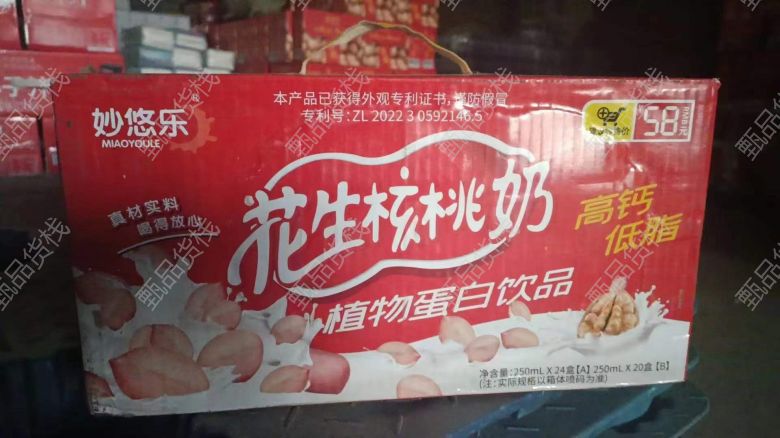 本产品已获得外观专利证书,谨防假冒
专利号:ZL 2022 3 0592146.5
妙悠乐®
MIAOYOULE
58
RMB/元
真材实料
喝得放心
花生核桃奶
高钙
低脂
植物蛋白饮品
净含量:250mL X 24盒【A】 250mL X 20盒【B】
(注:实际规格以箱体喷码为准)
甄品货栈